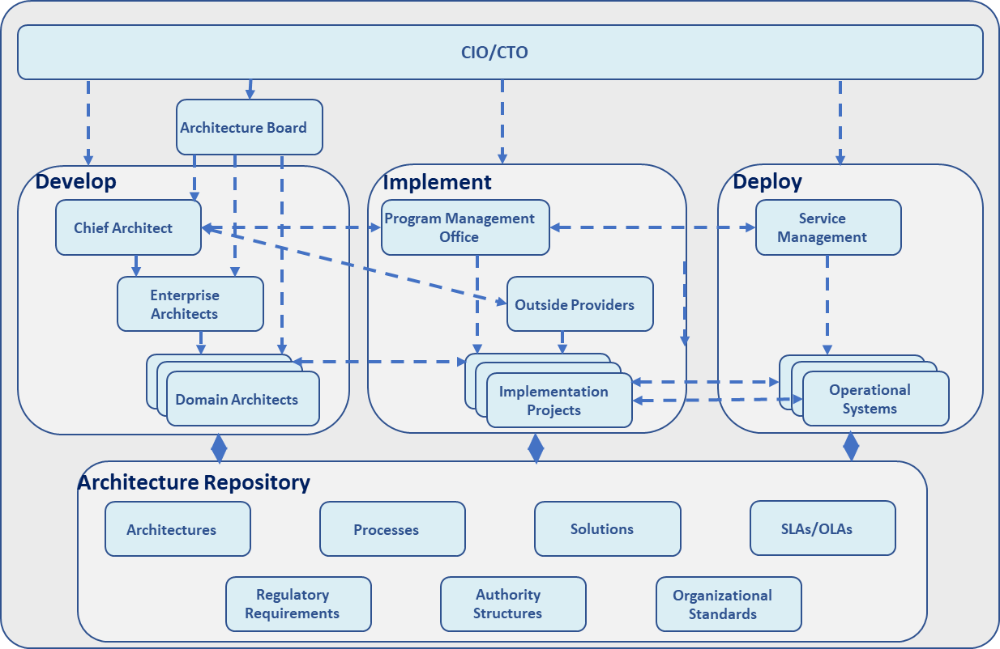 CIO/CTO
Architecture Board
Develop
Implement
Deploy
Chief Architect
Program Management
Office
Service
Management
Enterprise
Architects
Outside Providers
Domain Architects
Implementation
Projects
Operational
Systems
Architecture Repository
Architectures
Processes
Solutions
SLAs/OLAs
Regulatory
Requirements
Authority
Structures
Organizational
Standards